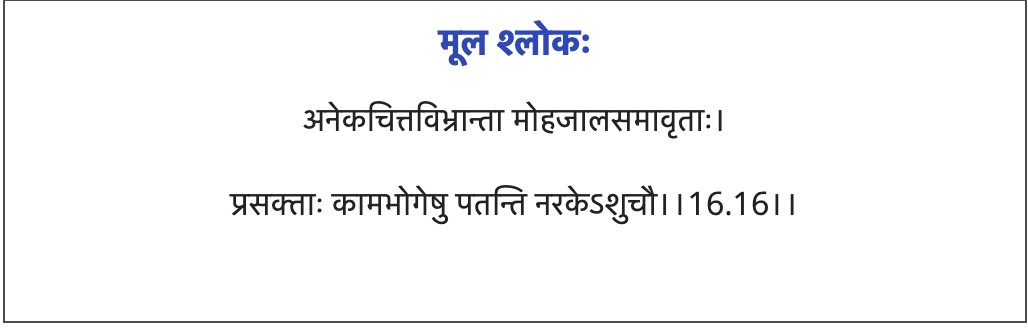 मूल श्लोकः
अनेकचित्तविभ्रान्ता मोहजालसमावृताः।
प्रसक्ताः कामभोगेषु पतन्ति नरकेऽशुचौ।।16.16।।